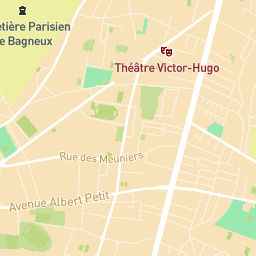 etière Parisien
e Bagneux
Théâtre Victor-Hugo
Rue des Meuniers
Avenue Albert Petit